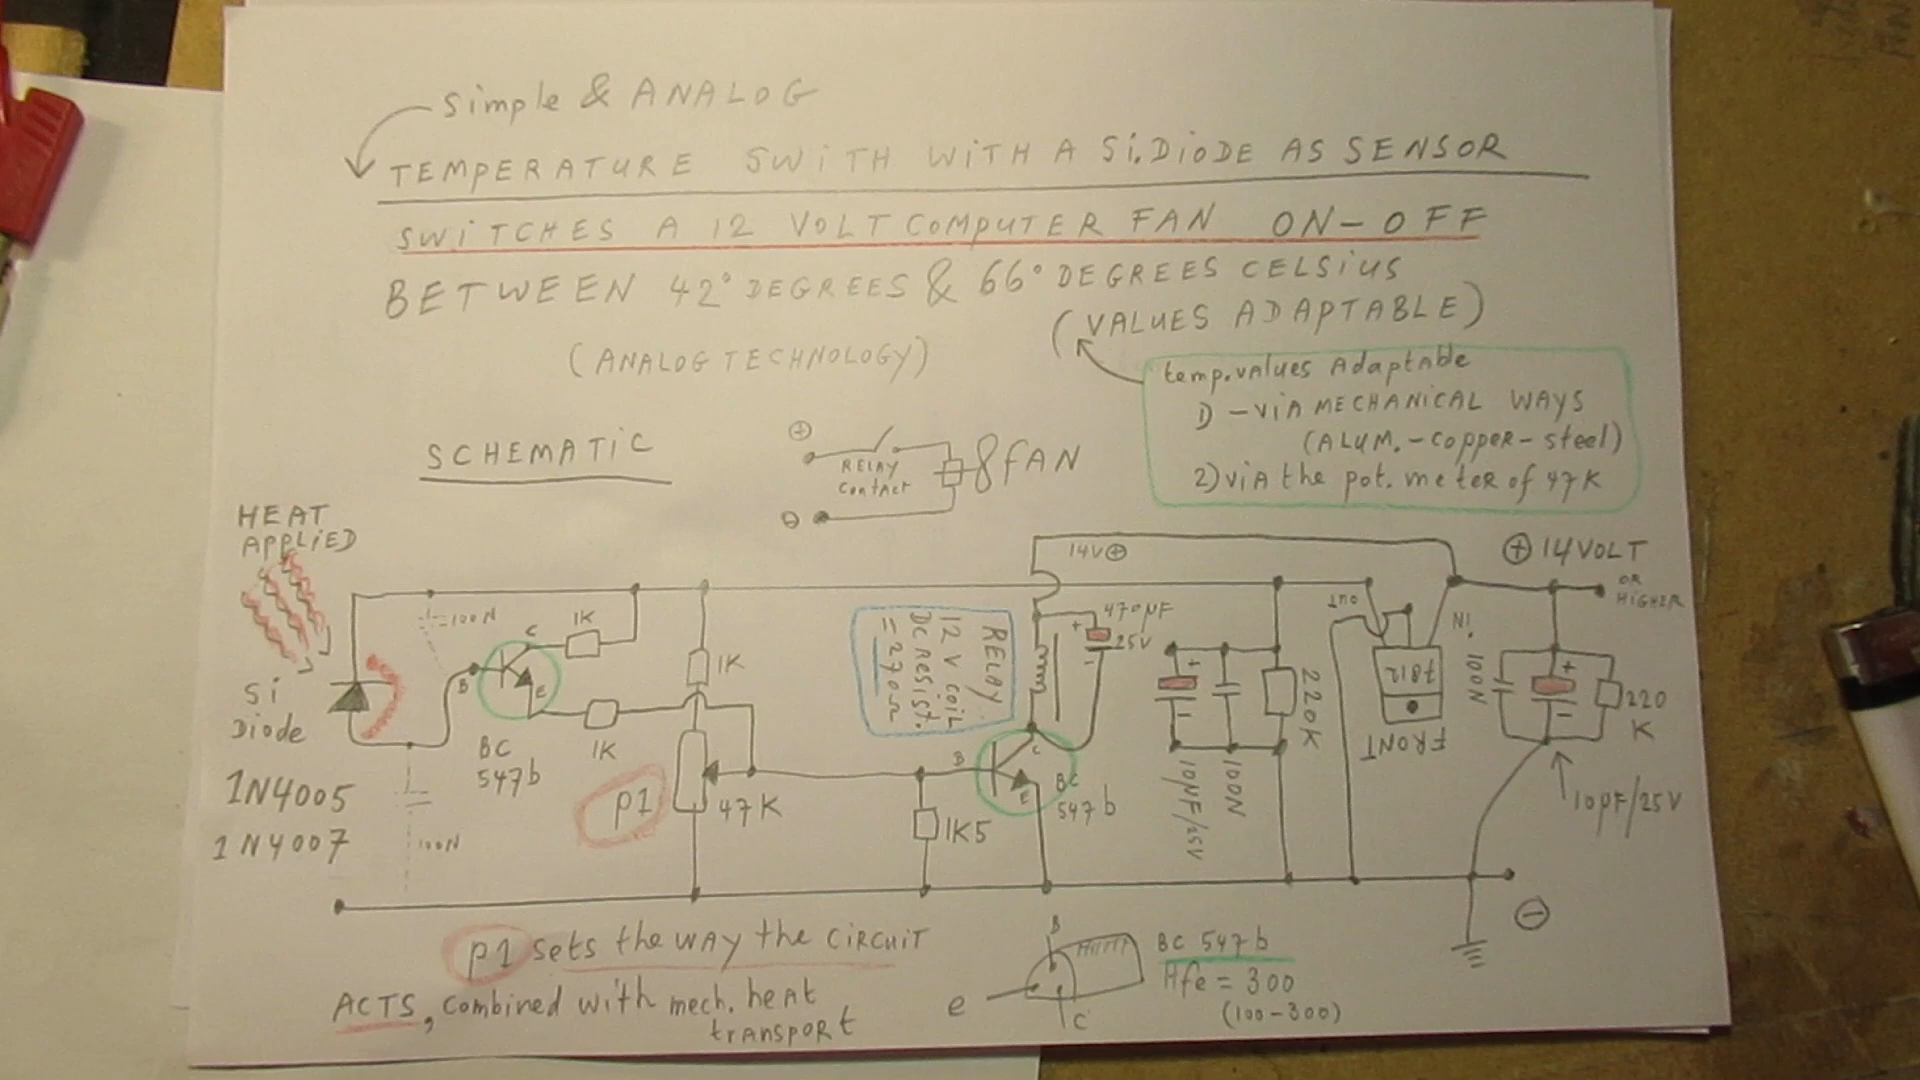 Simple & ANALOG
TEMPERATURE SWiTH WiTH A Si.DiODE AS SENSOR
SWiTCHES A 12 VOLT COMPUTER FAN ON-OFF
BETWEEN 42° DEGREES & 66° DEGREES CELSiUS
(VALUES ADAPTABLE)
(ANALOG TECHNOLOGY)
temp.values Adaptable
1) - ViA MECHANICAL WAYS
(ALUM.-COPPER-steel)
2) viA the pot. meter of 47K
SCHEMATiC
+
RELAY
Contact
FAN
-
HEAT
APPLiED
14V +
+ 14 VOLT
OR
HiGHER
100N
C
1K
B
E
Si
Diode
BC
547b
1K
1K
1N4005
1N4007
100N
P1
47K
RELAY
12V COiL
DC resist.
= 270Ω
470µF
25V
+
-
C
B
E
BC
547b
1K5
+
-
10µF/25V
100N
220K
OUT
iN
7812
FRONT
100N
+
-
220
K
10µF/25V
-
P1 sets the WAY the CiRCUiT
ACTS, combined with mech. heat
trANSPORT
B
e
C
BC 547b
Hfe = 300
(100-300)